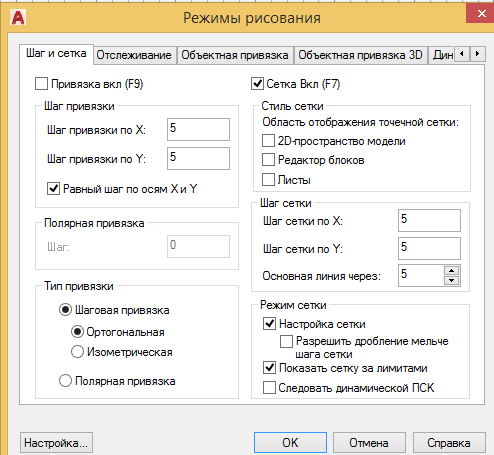 Режимы рисования
Шаг и сетка
Отслеживание
Объектная привязка
Объектная привязка 3D
Дин
Привязка вкл (F9)
Шаг привязки
Шаг привязки по X: 5
Шаг привязки по Y: 5
Равный шаг по осям X и Y
Полярная привязка
Шаг: 0
Тип привязки
Шаговая привязка
Ортогональная
Изометрическая
Полярная привязка
Сетка Вкл (F7)
Стиль сетки
Область отображения точечной сетки:
2D-пространство модели
Редактор блоков
Листы
Шаг сетки
Шаг сетки по X: 5
Шаг сетки по Y: 5
Основная линия через: 5
Режим сетки
Настройка сетки
Разрешить дробление мельче
шага сетки
Показать сетку за лимитами
Следовать динамической ПСК
Настройка...
OK
Отмена
Справка